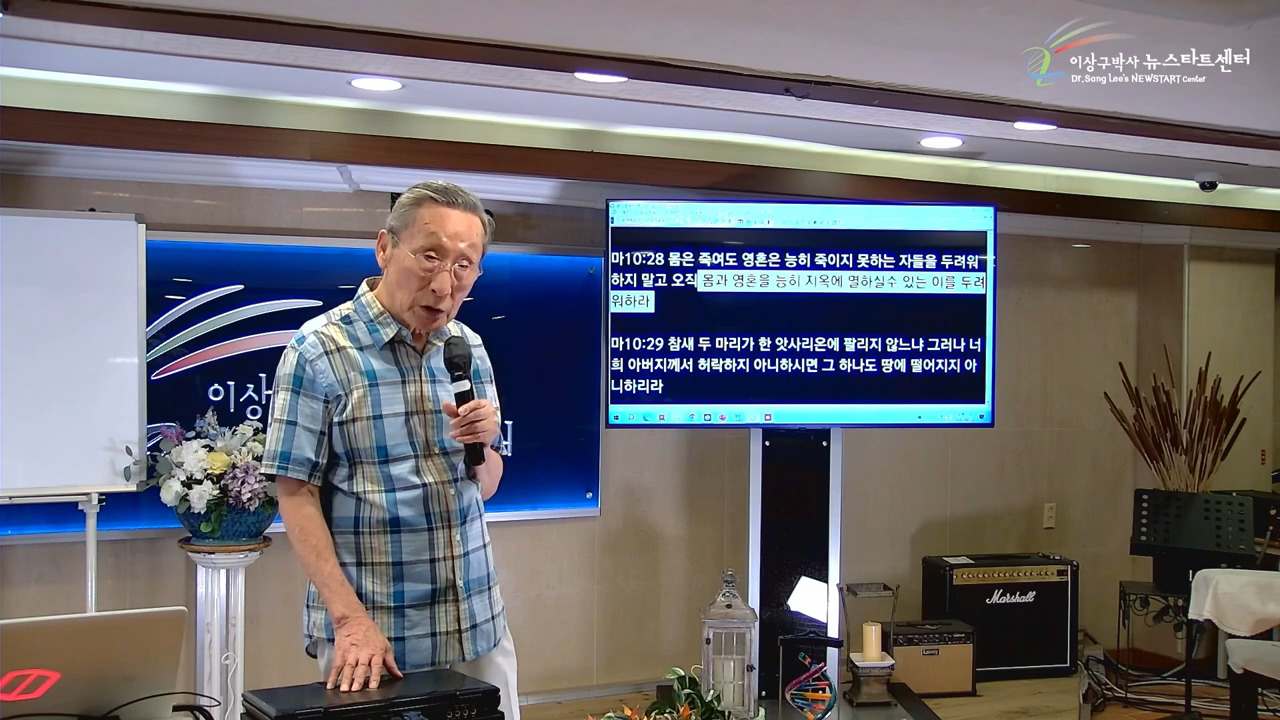 이상구박사 뉴스타트센터
Dr. Sang Lee's NEWSTART Center
마10:28 몸은 죽여도 영혼은 능히 죽이지 못하는 자들을 두려워
하지 말고 오직 몸과 영혼을 능히 지옥에 멸하실수 있는 이를 두려
워하라
마10:29 참새 두 마리가 한 앗사리온에 팔리지 않느냐 그러나 너
희 아버지께서 허락하지 아니하시면 그 하나도 땅에 떨어지지 아
니하리라
이상
Marshall
Laney